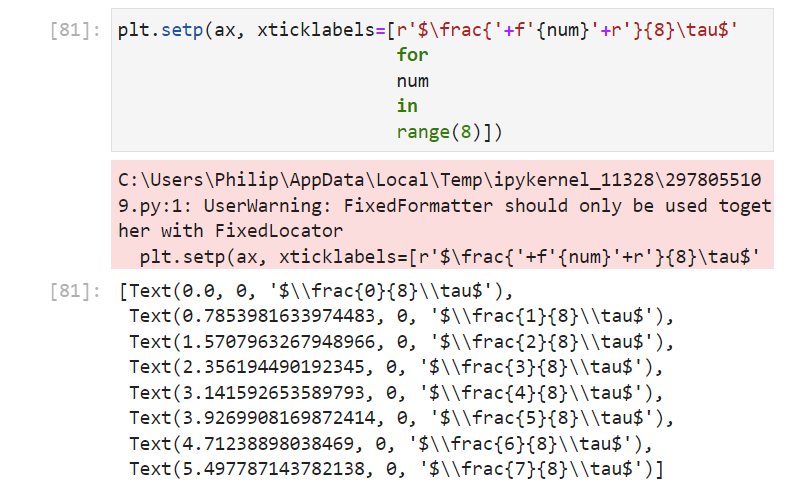 [81]: plt.setp(ax, xticklabels=[r'$\frac{'+f'{num}'+r'}{8}\tau$'
for
num
in
range(8)])
C:\Users\Philip\AppData\Local\Temp\ipykernel_11328\297805510
9.py:1: UserWarning: FixedFormatter should only be used toget
her with FixedLocator
plt.setp(ax, xticklabels=[r'$\frac{'+f'{num}'+r'}{8}\tau$'
[81]: [Text(0.0, 0, '$\\frac{0}{8}\\tau$'),
Text(0.7853981633974483, 0, '$\\frac{1}{8}\\tau$'),
Text(1.5707963267948966, 0, '$\\frac{2}{8}\\tau$'),
Text(2.356194490192345, 0, '$\\frac{3}{8}\\tau$'),
Text(3.141592653589793, 0, '$\\frac{4}{8}\\tau$'),
Text(3.9269908169872414, 0, '$\\frac{5}{8}\\tau$'),
Text(4.71238898038469, 0, '$\\frac{6}{8}\\tau$'),
Text(5.497787143782138, 0, '$\\frac{7}{8}\\tau$')]